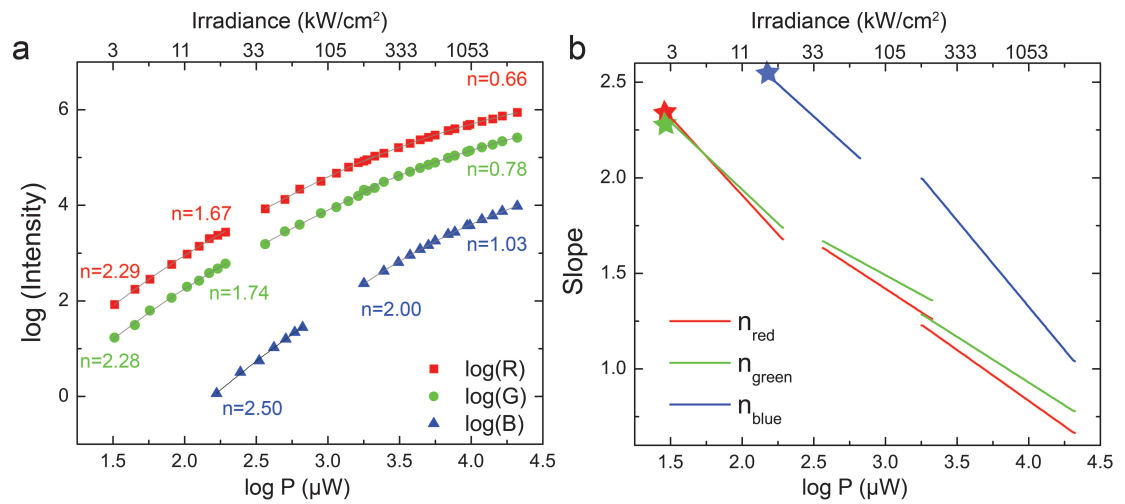 Irradiance (kW/cm²)
a
3 11 33 105 333 1053
n=0.66
6
n=0.78
n=1.67
4
n=1.03
n=2.29
n=1.74
2
n=2.00
n=2.28
log(R)
log(G)
0
n=2.50
log(B)
log (Intensity)
1.5 2.0 2.5 3.0 3.5 4.0 4.5
log P (µW)
Irradiance (kW/cm²)
b
3 11 33 105 333 1053
2.5
2.0
1.5
1.0
Slope
n red
n green
n blue
1.5 2.0 2.5 3.0 3.5 4.0 4.5
log P (µW)